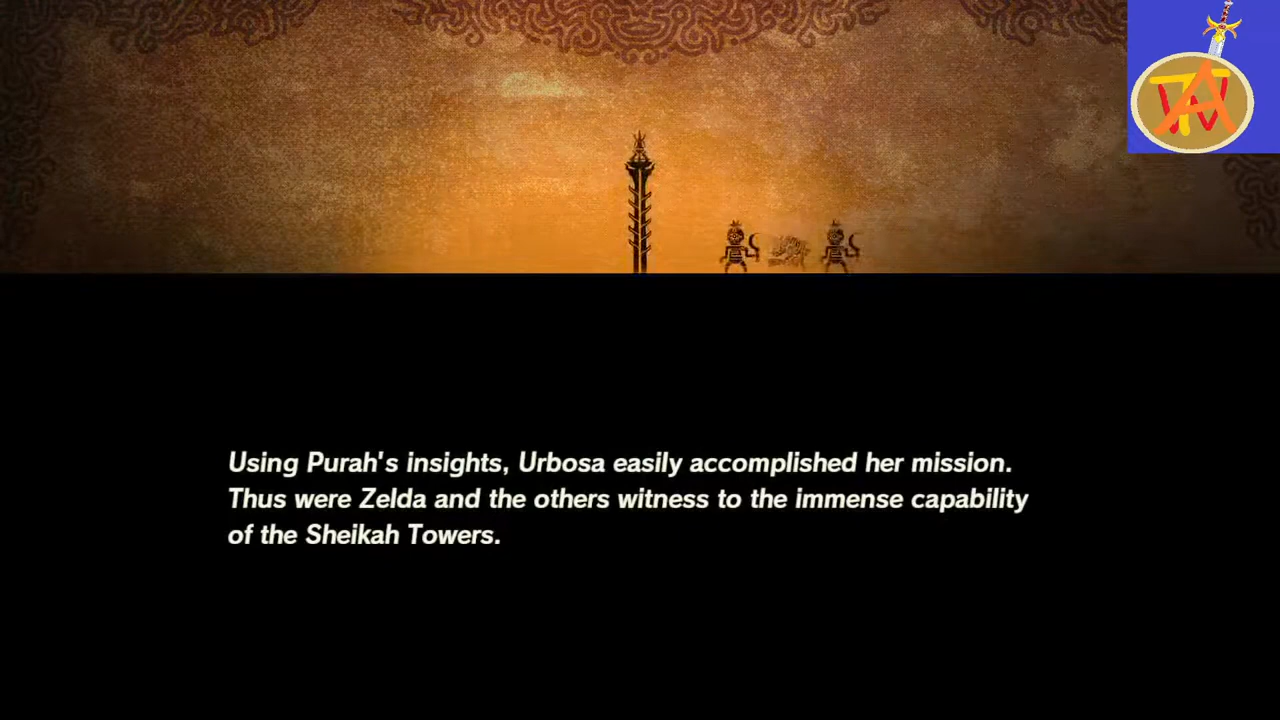 Using Purah's insights, Urbosa easily accomplished her mission.
Thus were Zelda and the others witness to the immense capability
of the Sheikah Towers.